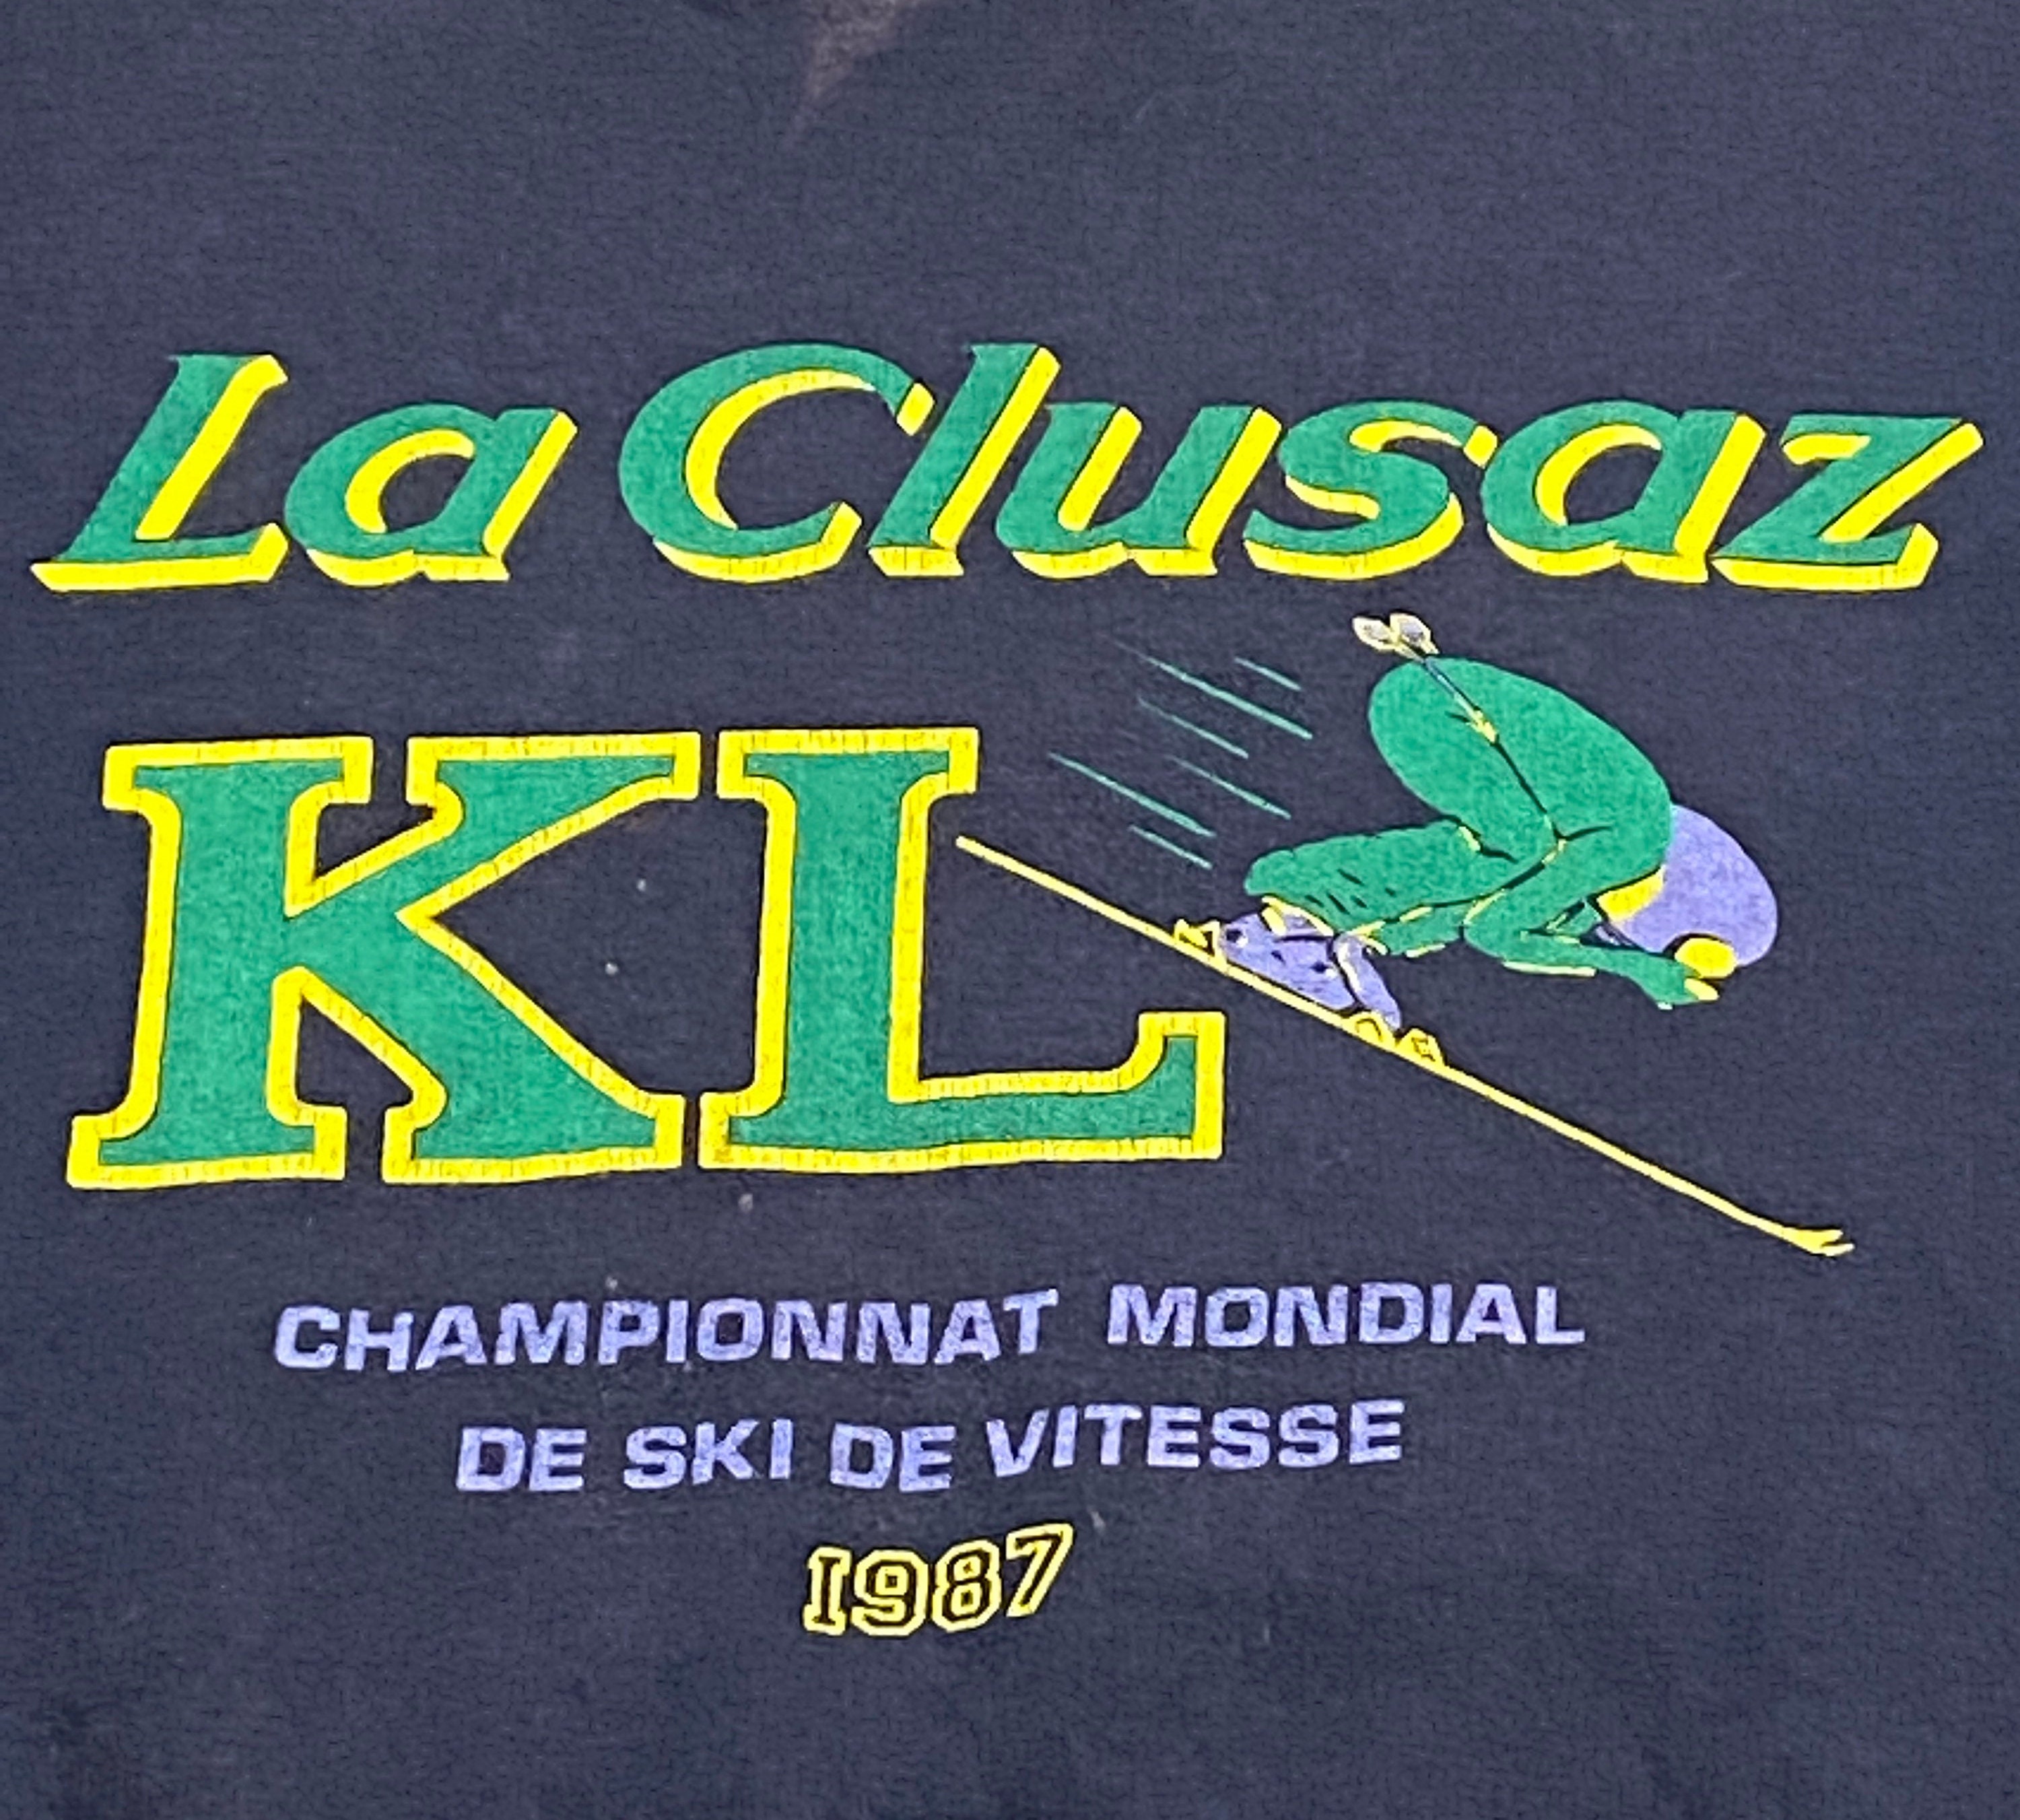 La Clusaz
KL
CHAMPIONNAT MONDIAL
DE SKI DE VITESSE
1987